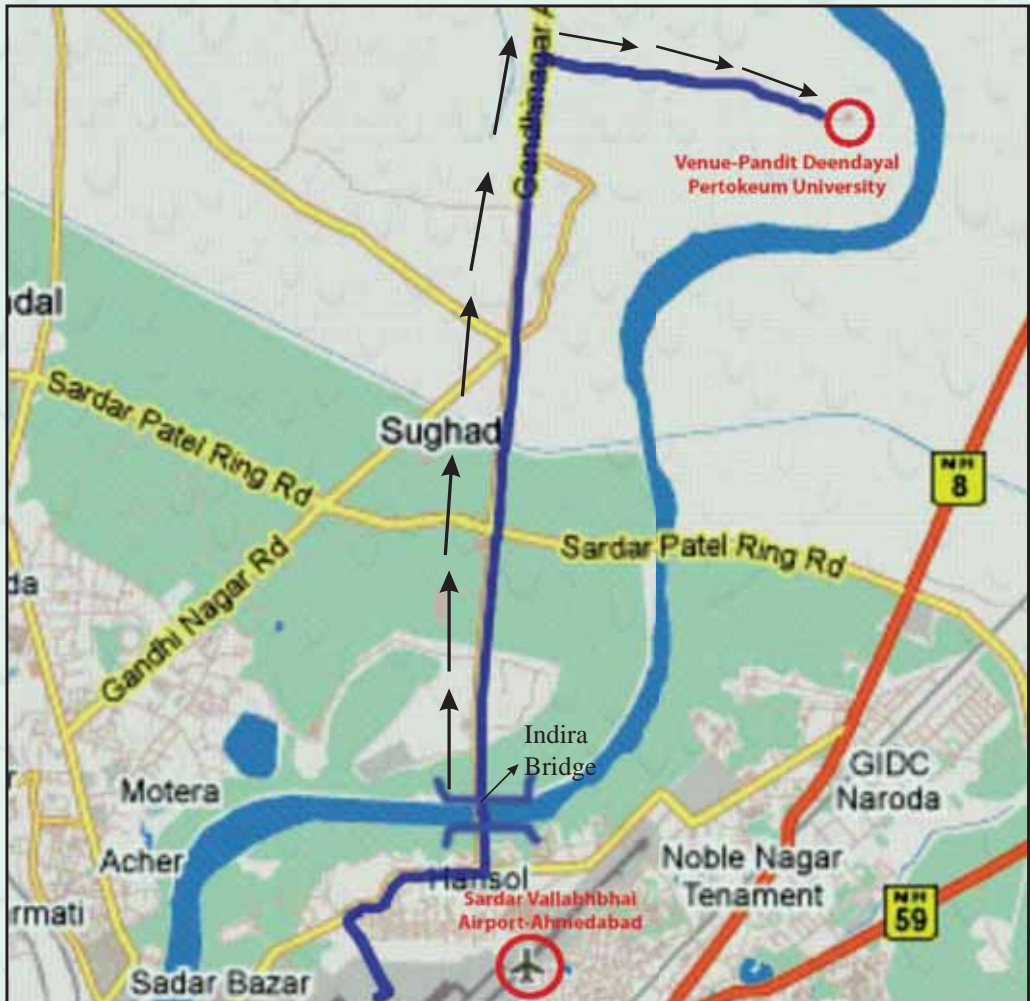 Gandhinagar A
Venue-Pandit Deendayal
Pertokeum University
dal
Sardar Patel Ring Rd
Sughad
NH
8
Sardar Patel Ring Rd
da
Gandhi Nagar Rd
Indira
Bridge
Motera
GIDC
Naroda
Acher
Noble Nagar
Tenament
Hansol
Sardar Vallabhbhai
Airport-Ahmedabad
NH
59
rmati
Sadar Bazar